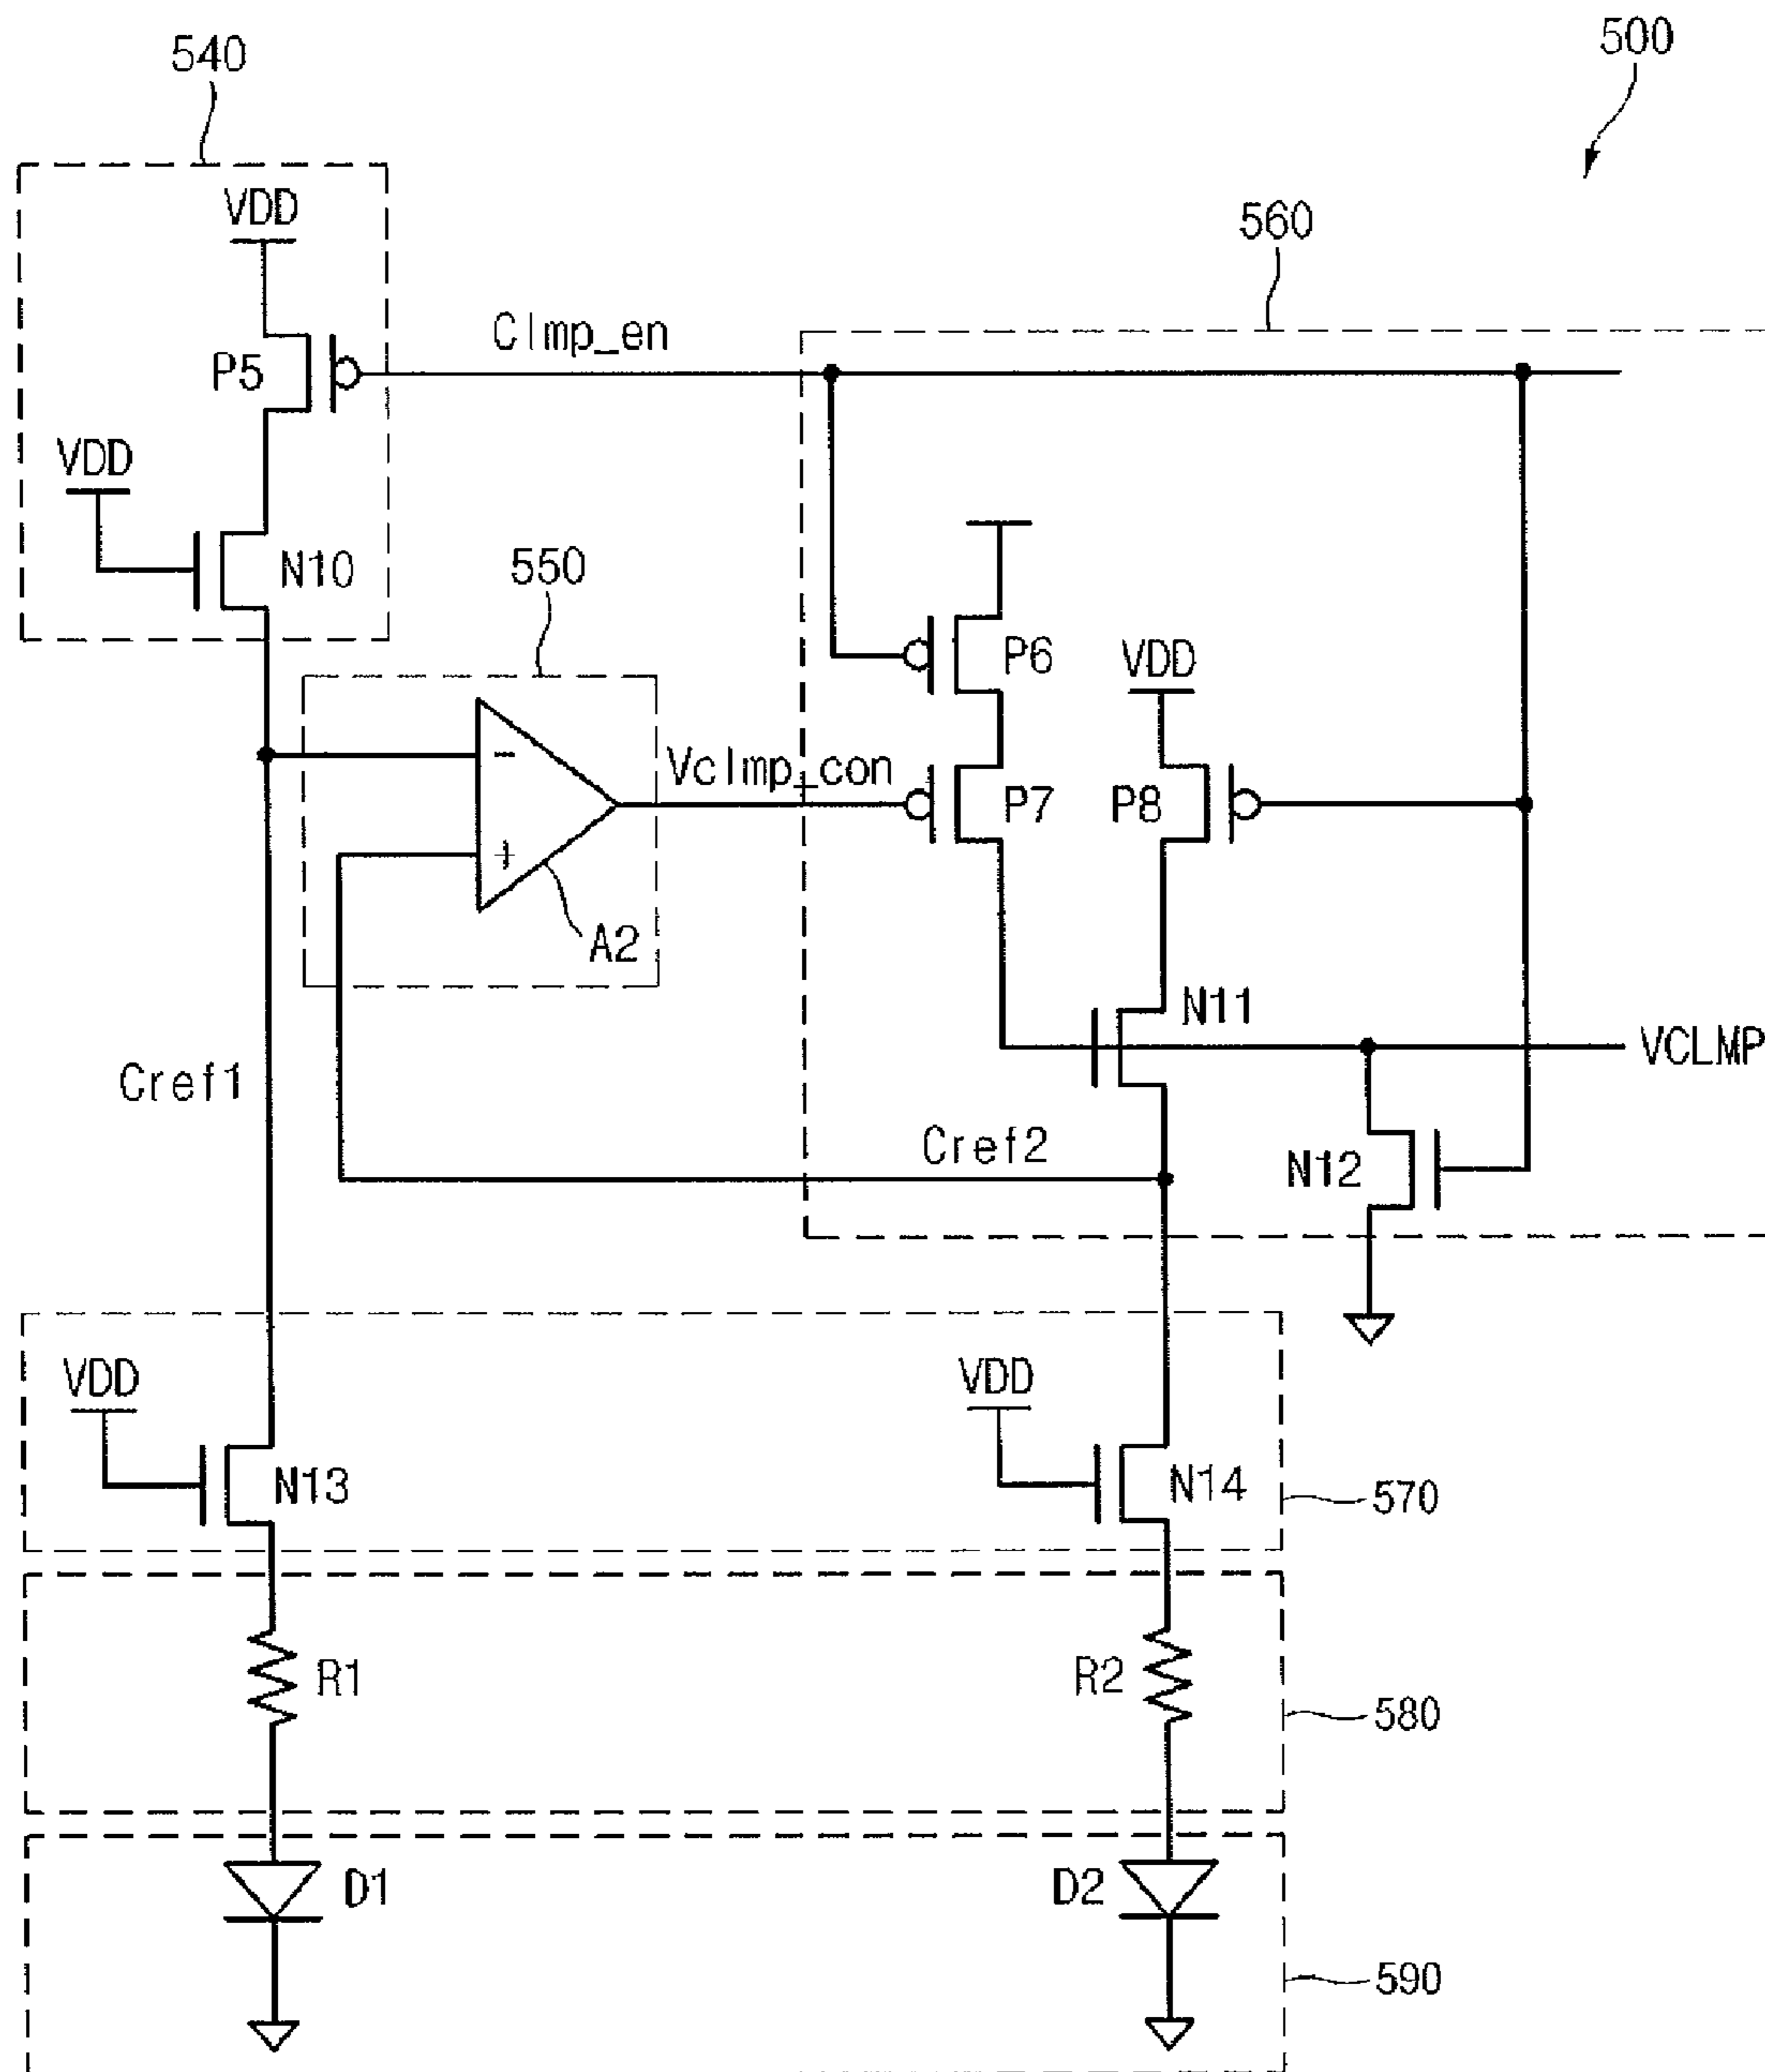 500
540
VDD
560
Clmp_en
P5
VDD
N10
550
P6
VDD
-
Vclmp_con
P7
P8
+
A2
N11
VCLMP
Cref1
Cref2
N12
VDD
VDD
N13
N14
570
R1
R2
580
D1
D2
590